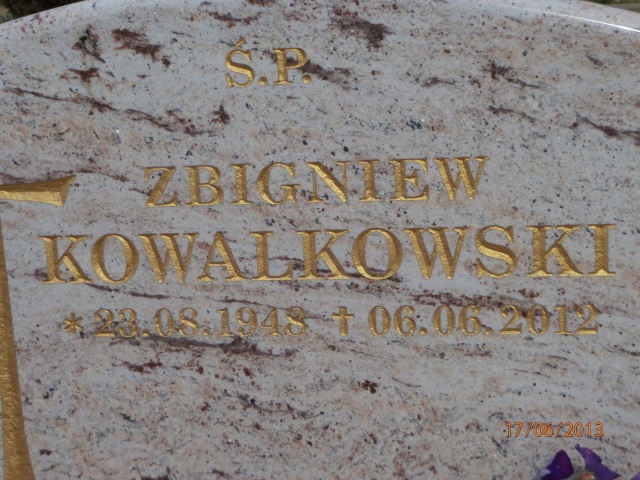 Ś.P.
ZBIGNIEW
KOWALKOWSKI
* 23.08.1948 † 06.06.2012
17/06/2013